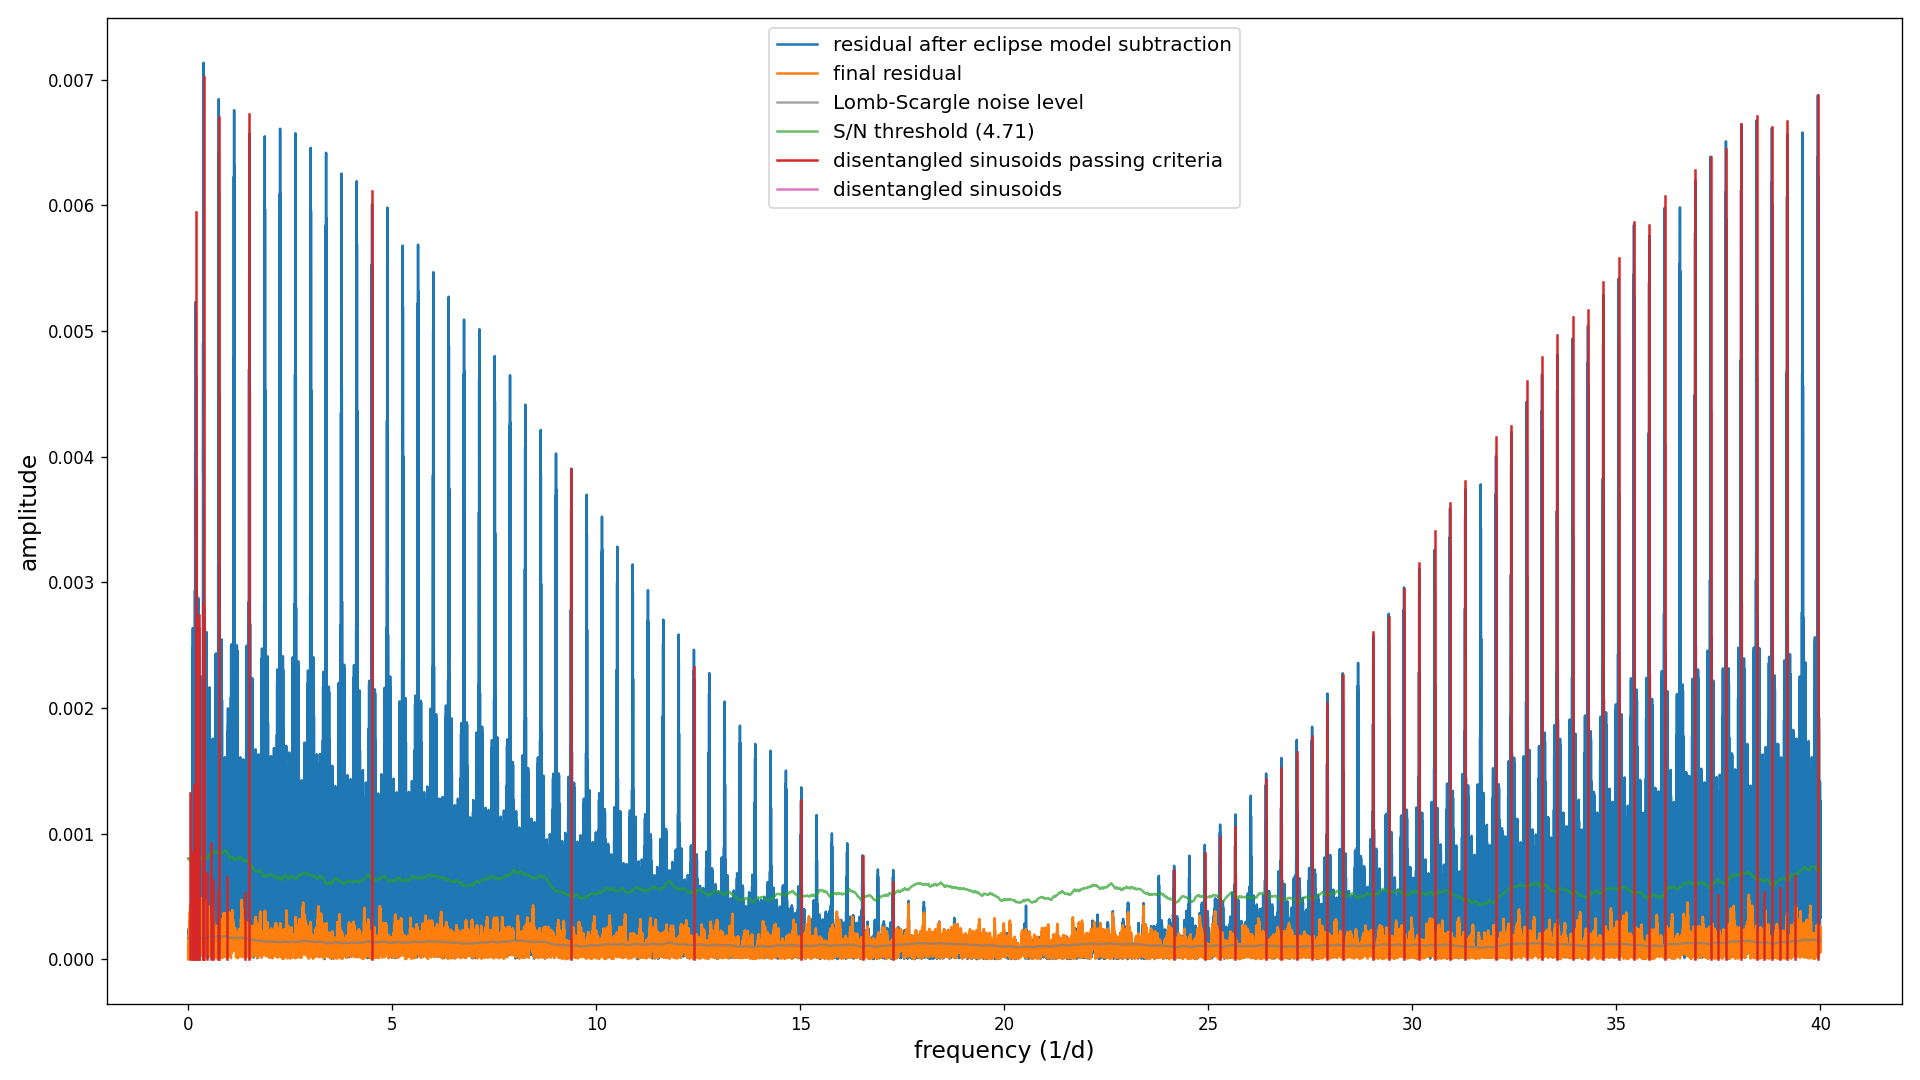 residual after eclipse model subtraction
final residual
Lomb-Scargle noise level
S/N threshold (4.71)
disentangled sinusoids passing criteria
disentangled sinusoids
amplitude
0.007
0.006
0.005
0.004
0.003
0.002
0.001
0.000
0 5 10 15 20 25 30 35 40
frequency (1/d)